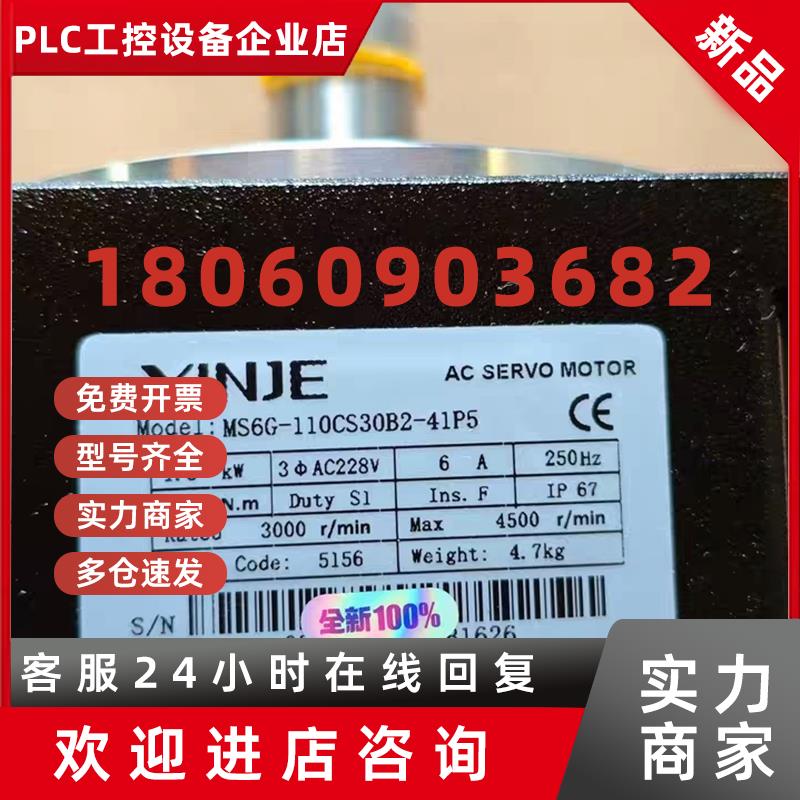 PLC工控设备企业店
新品
18060903682
XINJE
AC SERVO MOTOR
免费开票
Model: MS6G-110CS30B2-41P5
CE
型号齐全
kW 3ΦAC228V 6 A 250Hz
N.m Duty S1 Ins. F IP 67
实力商家
Rated 3000 r/min Max 4500 r/min
多仓速发
Code: 5156 Weight: 4.7kg
S/N
全新100%
1626
客服24小时在线回复
实力
商家
欢迎进店咨询